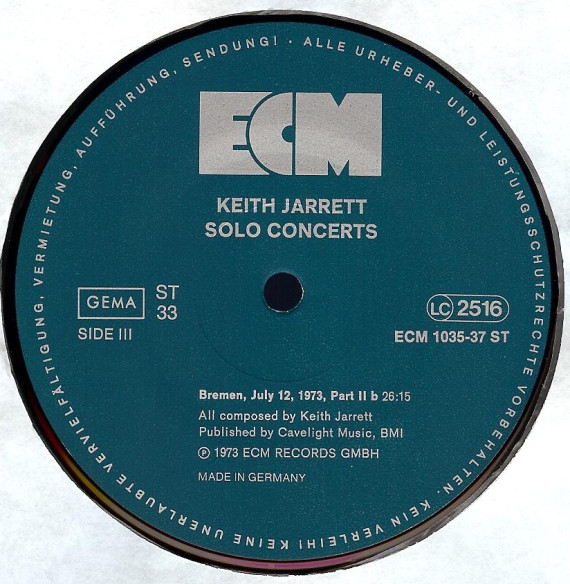 ALLE URHEBER- UND LEISTUNGSSCHUTZRECHTE VORBEHALTEN. KEIN VERLEIH! KEINE UNERLAUBTE VERVIELFÄLTIGUNG, VERMIETUNG, AUFFÜHRUNG, SENDUNG! ·
ECM
KEITH JARRETT
SOLO CONCERTS
GEMA
ST
33
SIDE III
LC 2516
ECM 1035-37 ST
Bremen, July 12, 1973, Part II b 26:15
All composed by Keith Jarrett
Published by Cavelight Music, BMI
℗ 1973 ECM RECORDS GMBH
MADE IN GERMANY